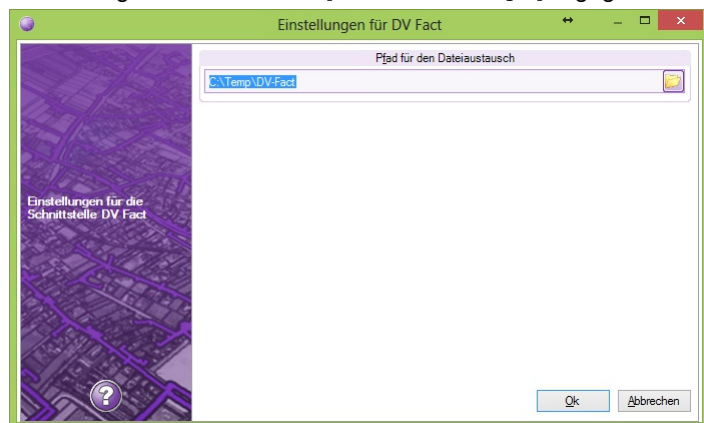 Einstellungen für DV Fact
Pfad für den Dateiaustausch
C:\Temp\DV-Fact
Einstellungen für die
Schnittstelle DV Fact
?
Ok
Abbrechen